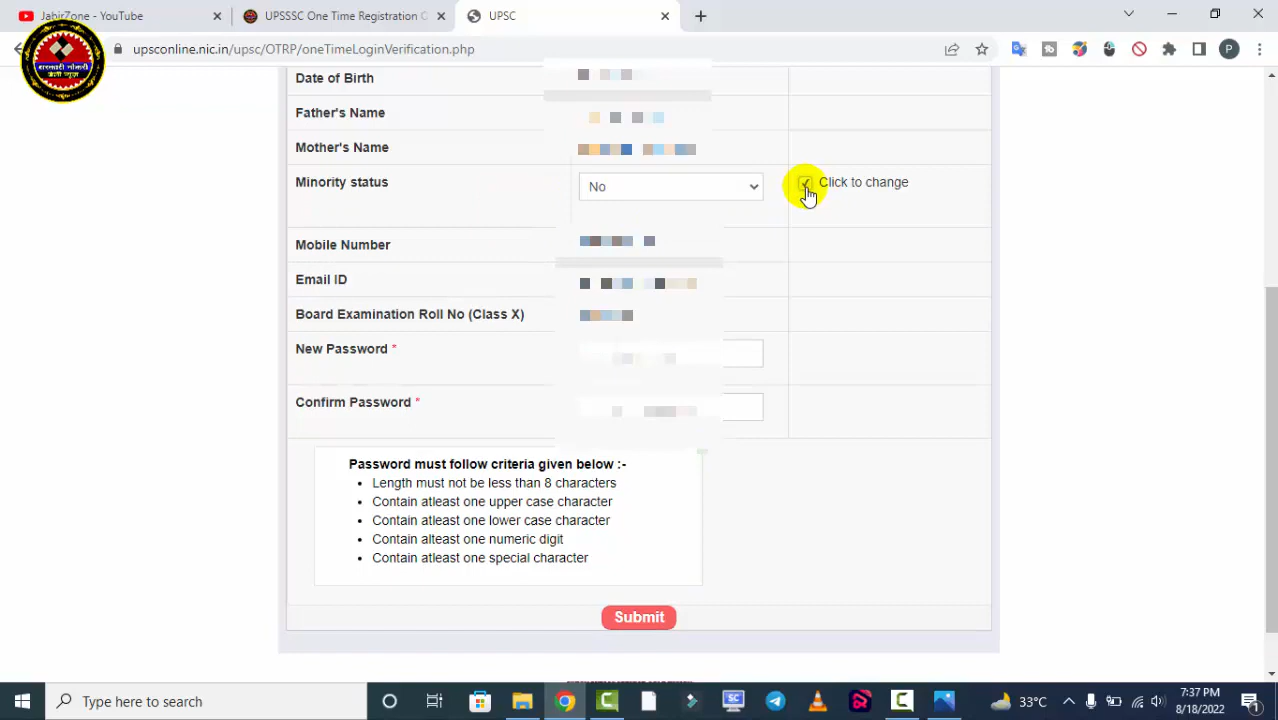 JabirZone - YouTube
UPSSSC One Time Registration
UPSC
upsconline.nic.in/upsc/OTRP/oneTimeLoginVerification.php
P
सरकारी नौकरी
Date of Birth
Father's Name
Mother's Name
Minority status
No
Click to change
Mobile Number
Email ID
Board Examination Roll No (Class X)
New Password *
Confirm Password *
Password must follow criteria given below :-
Length must not be less than 8 characters
Contain atleast one upper case character
Contain atleast one lower case character
Contain atleast one numeric digit
Contain atleast one special character
Submit
Type here to search
33°C
7:37 PM
8/18/2022
1